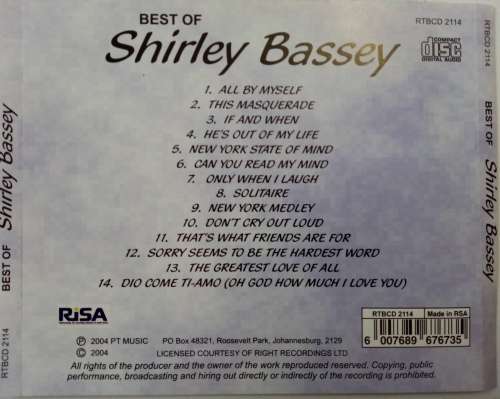 BEST OF
Shirley Bassey
RTBCD 2114
COMPACT
disc
DIGITAL AUDIO
1. ALL BY MYSELF
2. THIS MASQUERADE
3. IF AND WHEN
4. HE'S OUT OF MY LIFE
5. NEW YORK STATE OF MIND
6. CAN YOU READ MY MIND
7. ONLY WHEN I LAUGH
8. SOLITAIRE
9. NEW YORK MEDLEY
10. DON'T CRY OUT LOUD
11. THAT'S WHAT FRIENDS ARE FOR
12. SORRY SEEMS TO BE THE HARDEST WORD
13. THE GREATEST LOVE OF ALL
14. DIO COME TI-AMO (OH GOD HOW MUCH I LOVE YOU)
RiSA
RTBCD 2114
Made in RSA
6 007689 676735
Ⓟ 2004 PT MUSIC PO Box 48321, Roosevelt Park, Johannesburg, 2129
© 2004 LICENSED COURTESY OF RIGHT RECORDINGS LTD
All rights of the producer and the owner of the work reproduced reserved. Copying, public
performance, broadcasting and hiring out directly or indirectly of the recording is prohibited.
RTBCD 2114 BEST OF Shirley Bassey
RTBCD 2114 BEST OF Shirley Bassey